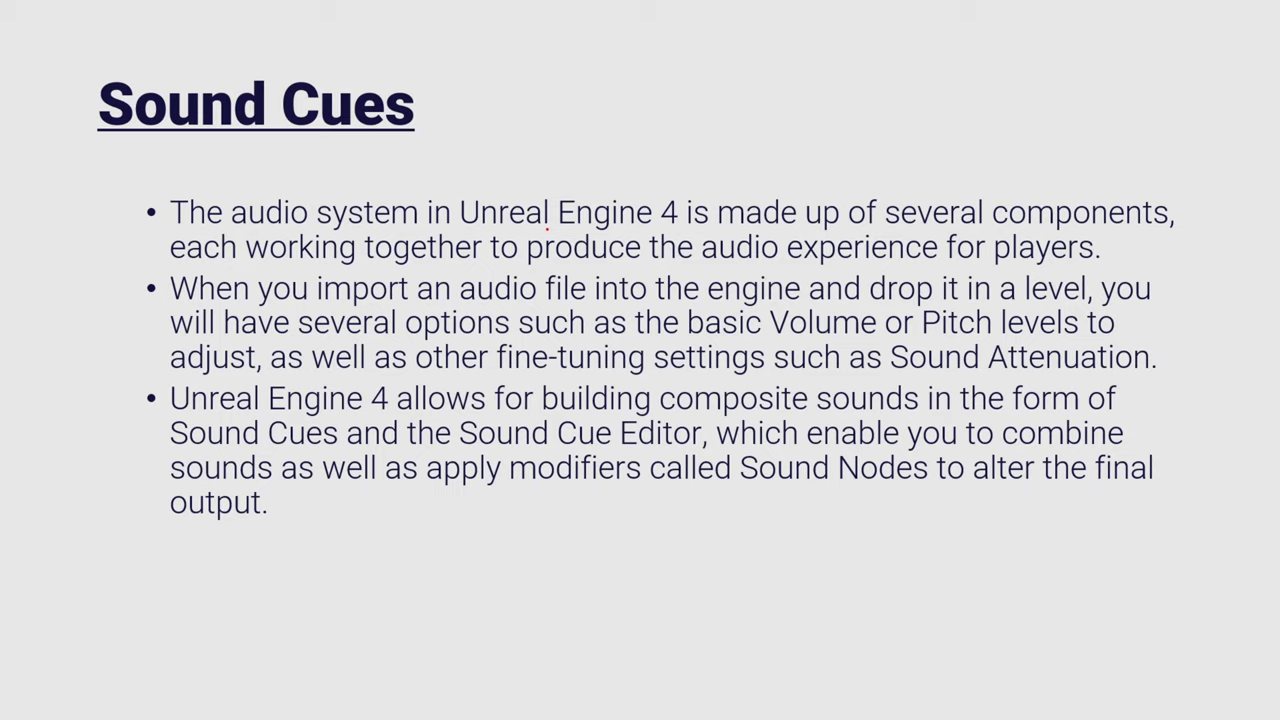 Sound Cues
• The audio system in Unreal Engine 4 is made up of several components,
each working together to produce the audio experience for players.
• When you import an audio file into the engine and drop it in a level, you
will have several options such as the basic Volume or Pitch levels to
adjust, as well as other fine-tuning settings such as Sound Attenuation.
• Unreal Engine 4 allows for building composite sounds in the form of
Sound Cues and the Sound Cue Editor, which enable you to combine
sounds as well as apply modifiers called Sound Nodes to alter the final
output.